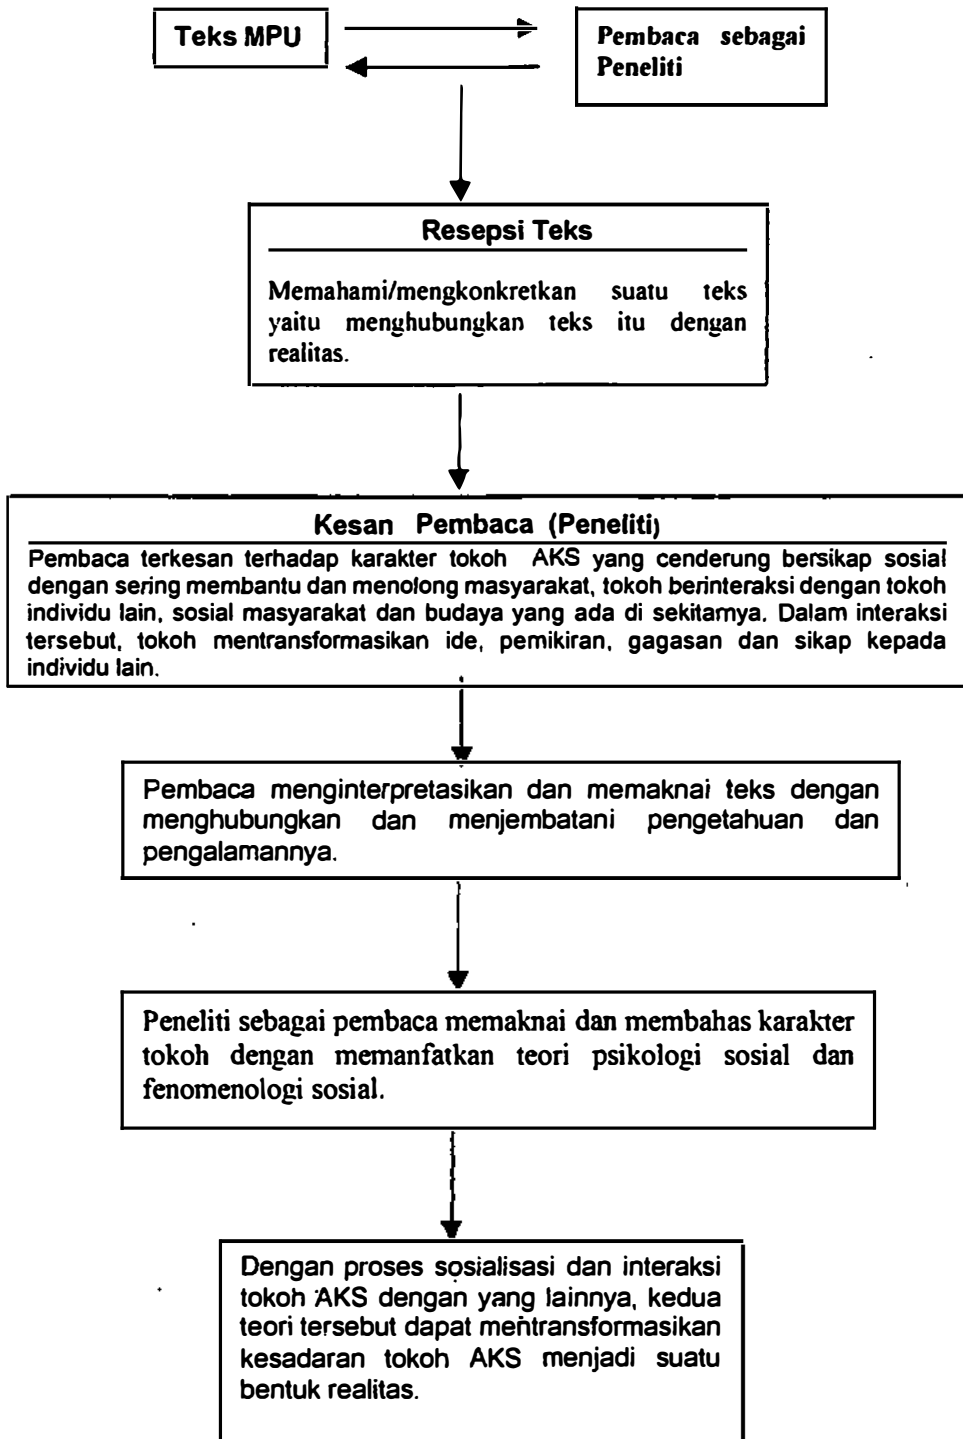 Teks MPU
Pembaca sebagai
Peneliti
Resepsi Teks
Memahami/mengkonkretkan suatu teks
yaitu menghubungkan teks itu dengan
realitas.
Kesan Pembaca (Peneliti)
Pembaca terkesan terhadap karakter tokoh AKS yang cenderung bersikap sosial
dengan sering membantu dan menolong masyarakat, tokoh berinteraksi dengan tokoh
individu lain, sosial masyarakat dan budaya yang ada di sekitarnya. Dalam interaksi
tersebut, tokoh mentransformasikan ide, pemikiran, gagasan dan sikap kepada
individu lain.
Pembaca menginterpretasikan dan memaknai teks dengan
menghubungkan dan menjembatani pengetahuan dan
pengalamannya.
Peneliti sebagai pembaca memaknai dan membahas karakter
tokoh dengan memanfatkan teori psikologi sosial dan
fenomenologi sosial.
Dengan proses sosialisasi dan interaksi
tokoh AKS dengan yang lainnya, kedua
teori tersebut dapat mentransformasikan
kesadaran tokoh AKS menjadi suatu
bentuk realitas.